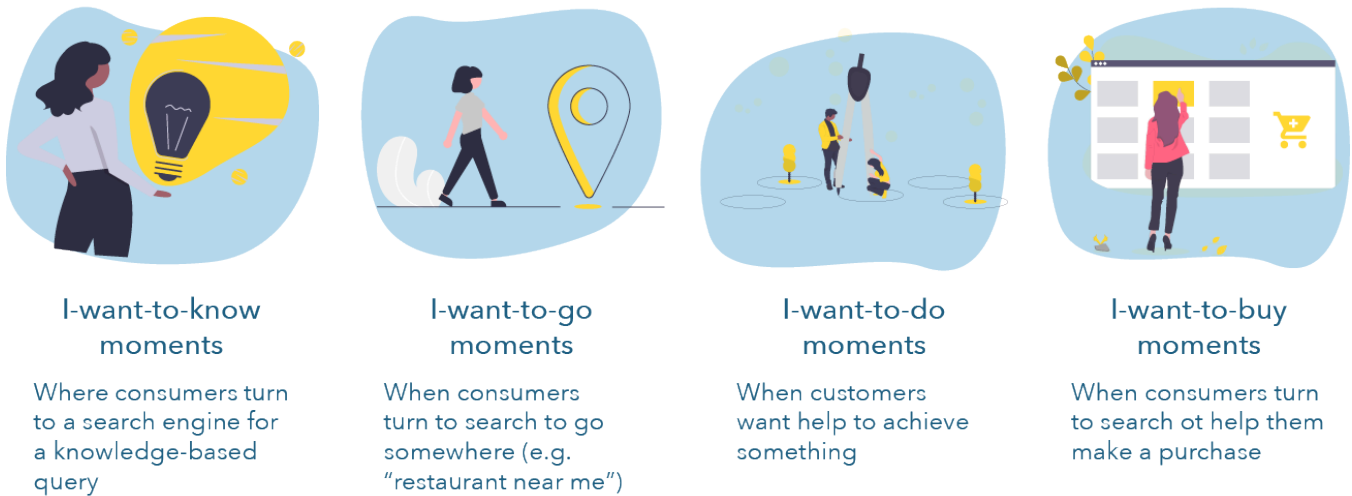 I-want-to-know
moments
Where consumers turn
to a search engine for
a knowledge-based
query
I-want-to-go
moments
When consumers
turn to search to go
somewhere (e.g.
“restaurant near me”)
I-want-to-do
moments
When customers
want help to achieve
something
I-want-to-buy
moments
When consumers turn
to search ot help them
make a purchase